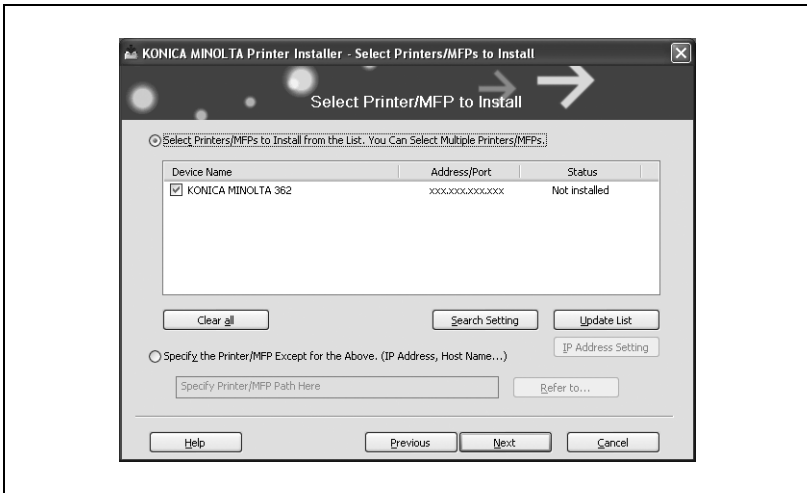 KONICA MINOLTA Printer Installer - Select Printers/MFPs to Install
Select Printer/MFP to Install
Select Printers/MFPs to Install from the List. You Can Select Multiple Printers/MFPs.
Device Name Address/Port Status
KONICA MINOLTA 362 xxx.xxx.xxx.xxx Not installed
Clear all Search Setting Update List
IP Address Setting
Specify the Printer/MFP Except for the Above. (IP Address, Host Name...)
Specify Printer/MFP Path Here Refer to...
Help Previous Next Cancel